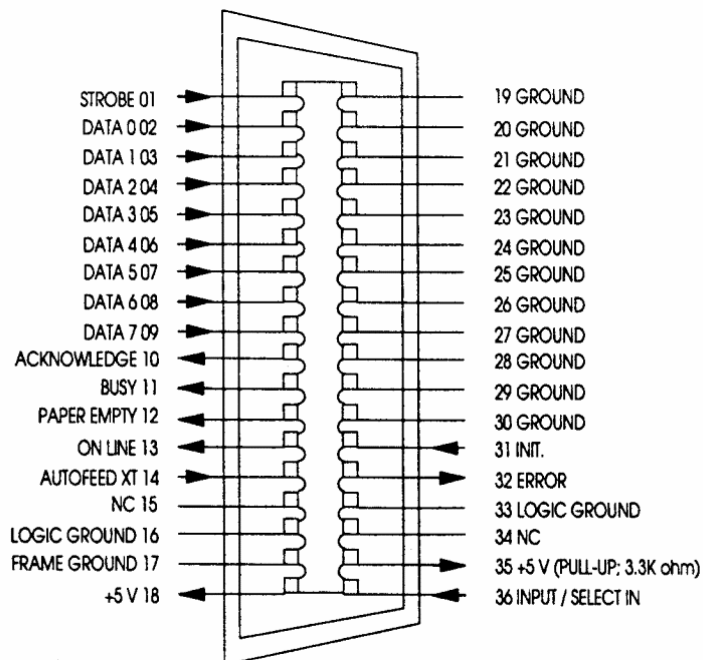 STROBE 01
DATA 0 02
DATA 1 03
DATA 2 04
DATA 3 05
DATA 4 06
DATA 5 07
DATA 6 08
DATA 7 09
ACKNOWLEDGE 10
BUSY 11
PAPER EMPTY 12
ON LINE 13
AUTOFEED XT 14
NC 15
LOGIC GROUND 16
FRAME GROUND 17
+5 V 18
19 GROUND
20 GROUND
21 GROUND
22 GROUND
23 GROUND
24 GROUND
25 GROUND
26 GROUND
27 GROUND
28 GROUND
29 GROUND
30 GROUND
31 INIT.
32 ERROR
33 LOGIC GROUND
34 NC
35 +5 V (PULL-UP; 3.3K ohm)
36 INPUT / SELECT IN